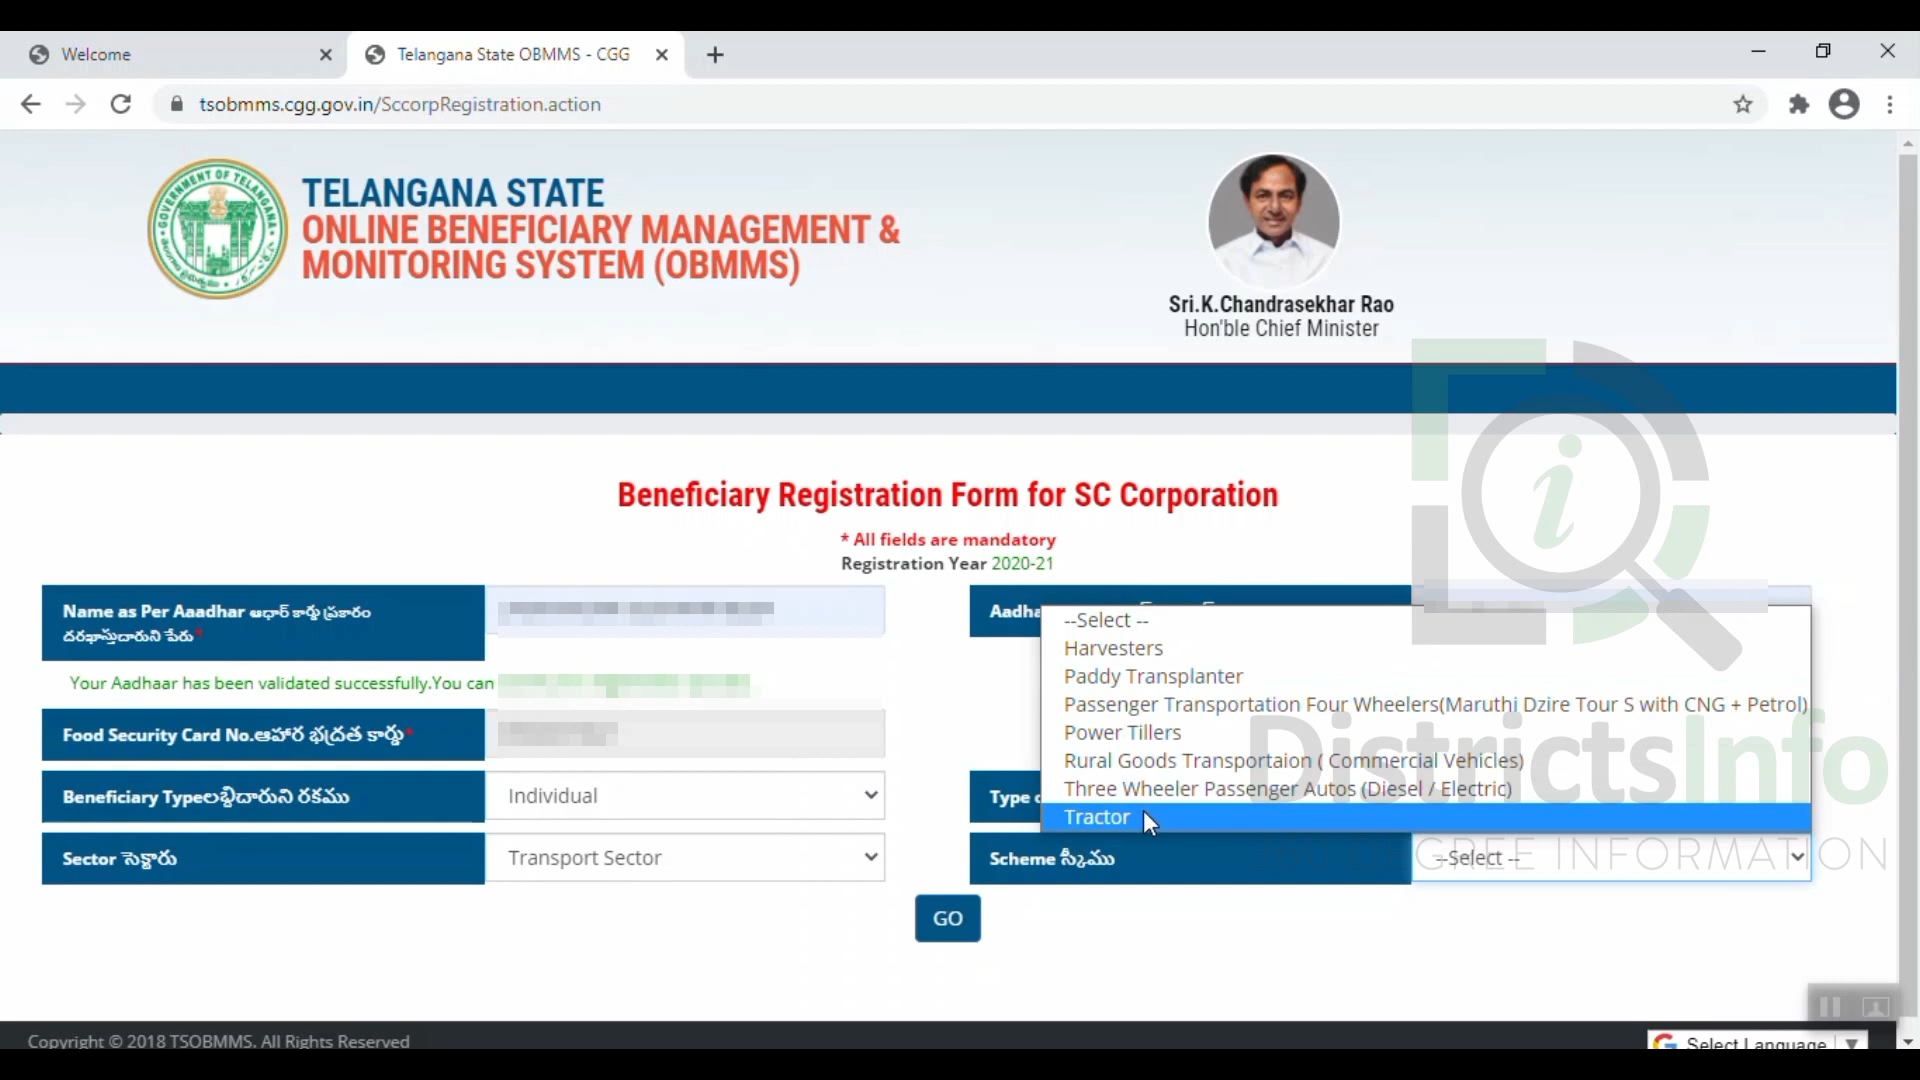 Welcome
Telangana State OBMMS - CGG
tsobmms.cgg.gov.in/SccorpRegistration.action
GOVERNMENT OF TELANGANA
TELANGANA STATE
ONLINE BENEFICIARY MANAGEMENT &
MONITORING SYSTEM (OBMMS)
Sri.K.Chandrasekhar Rao
Hon'ble Chief Minister
Beneficiary Registration Form for SC Corporation
* All fields are mandatory
Registration Year 2020-21
Name as Per Aaadhar ఆధార్ కార్డు ప్రకారం
దరఖాస్తుదారుని పేరు*
Your Aadhaar has been validated successfully.You can
Food Security Card No.ఆహార భద్రత కార్డు*
Beneficiary Typeలబ్ధిదారుని రకము
Individual
Sector సెక్టారు
Transport Sector
--Select --
Harvesters
Paddy Transplanter
Passenger Transportation Four Wheelers(Maruthi Dzire Tour S with CNG + Petrol)
Power Tillers
Rural Goods Transportaion ( Commercial Vehicles)
Three Wheeler Passenger Autos (Diesel / Electric)
Tractor
Scheme స్కీము
--Select --
GO
DistrictsInfo
DEGREE INFORMATION
Copyright © 2018 TSOBMMS. All Rights Reserved
Select Language